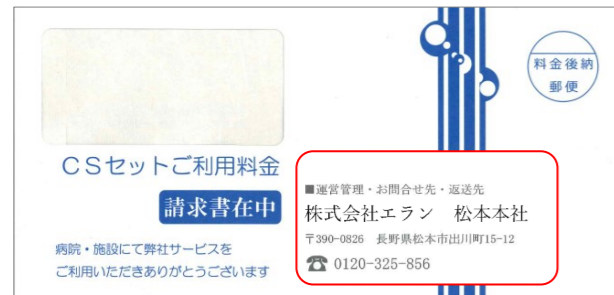 料金後納
郵便
CSセットご利用料金
請求書在中
病院・施設にて弊社サービスを
ご利用いただきありがとうございます
■運営管理・お問合せ先・返送先
株式会社エラン 松本本社
〒390-0826 長野県松本市出川町15-12
☎ 0120-325-856